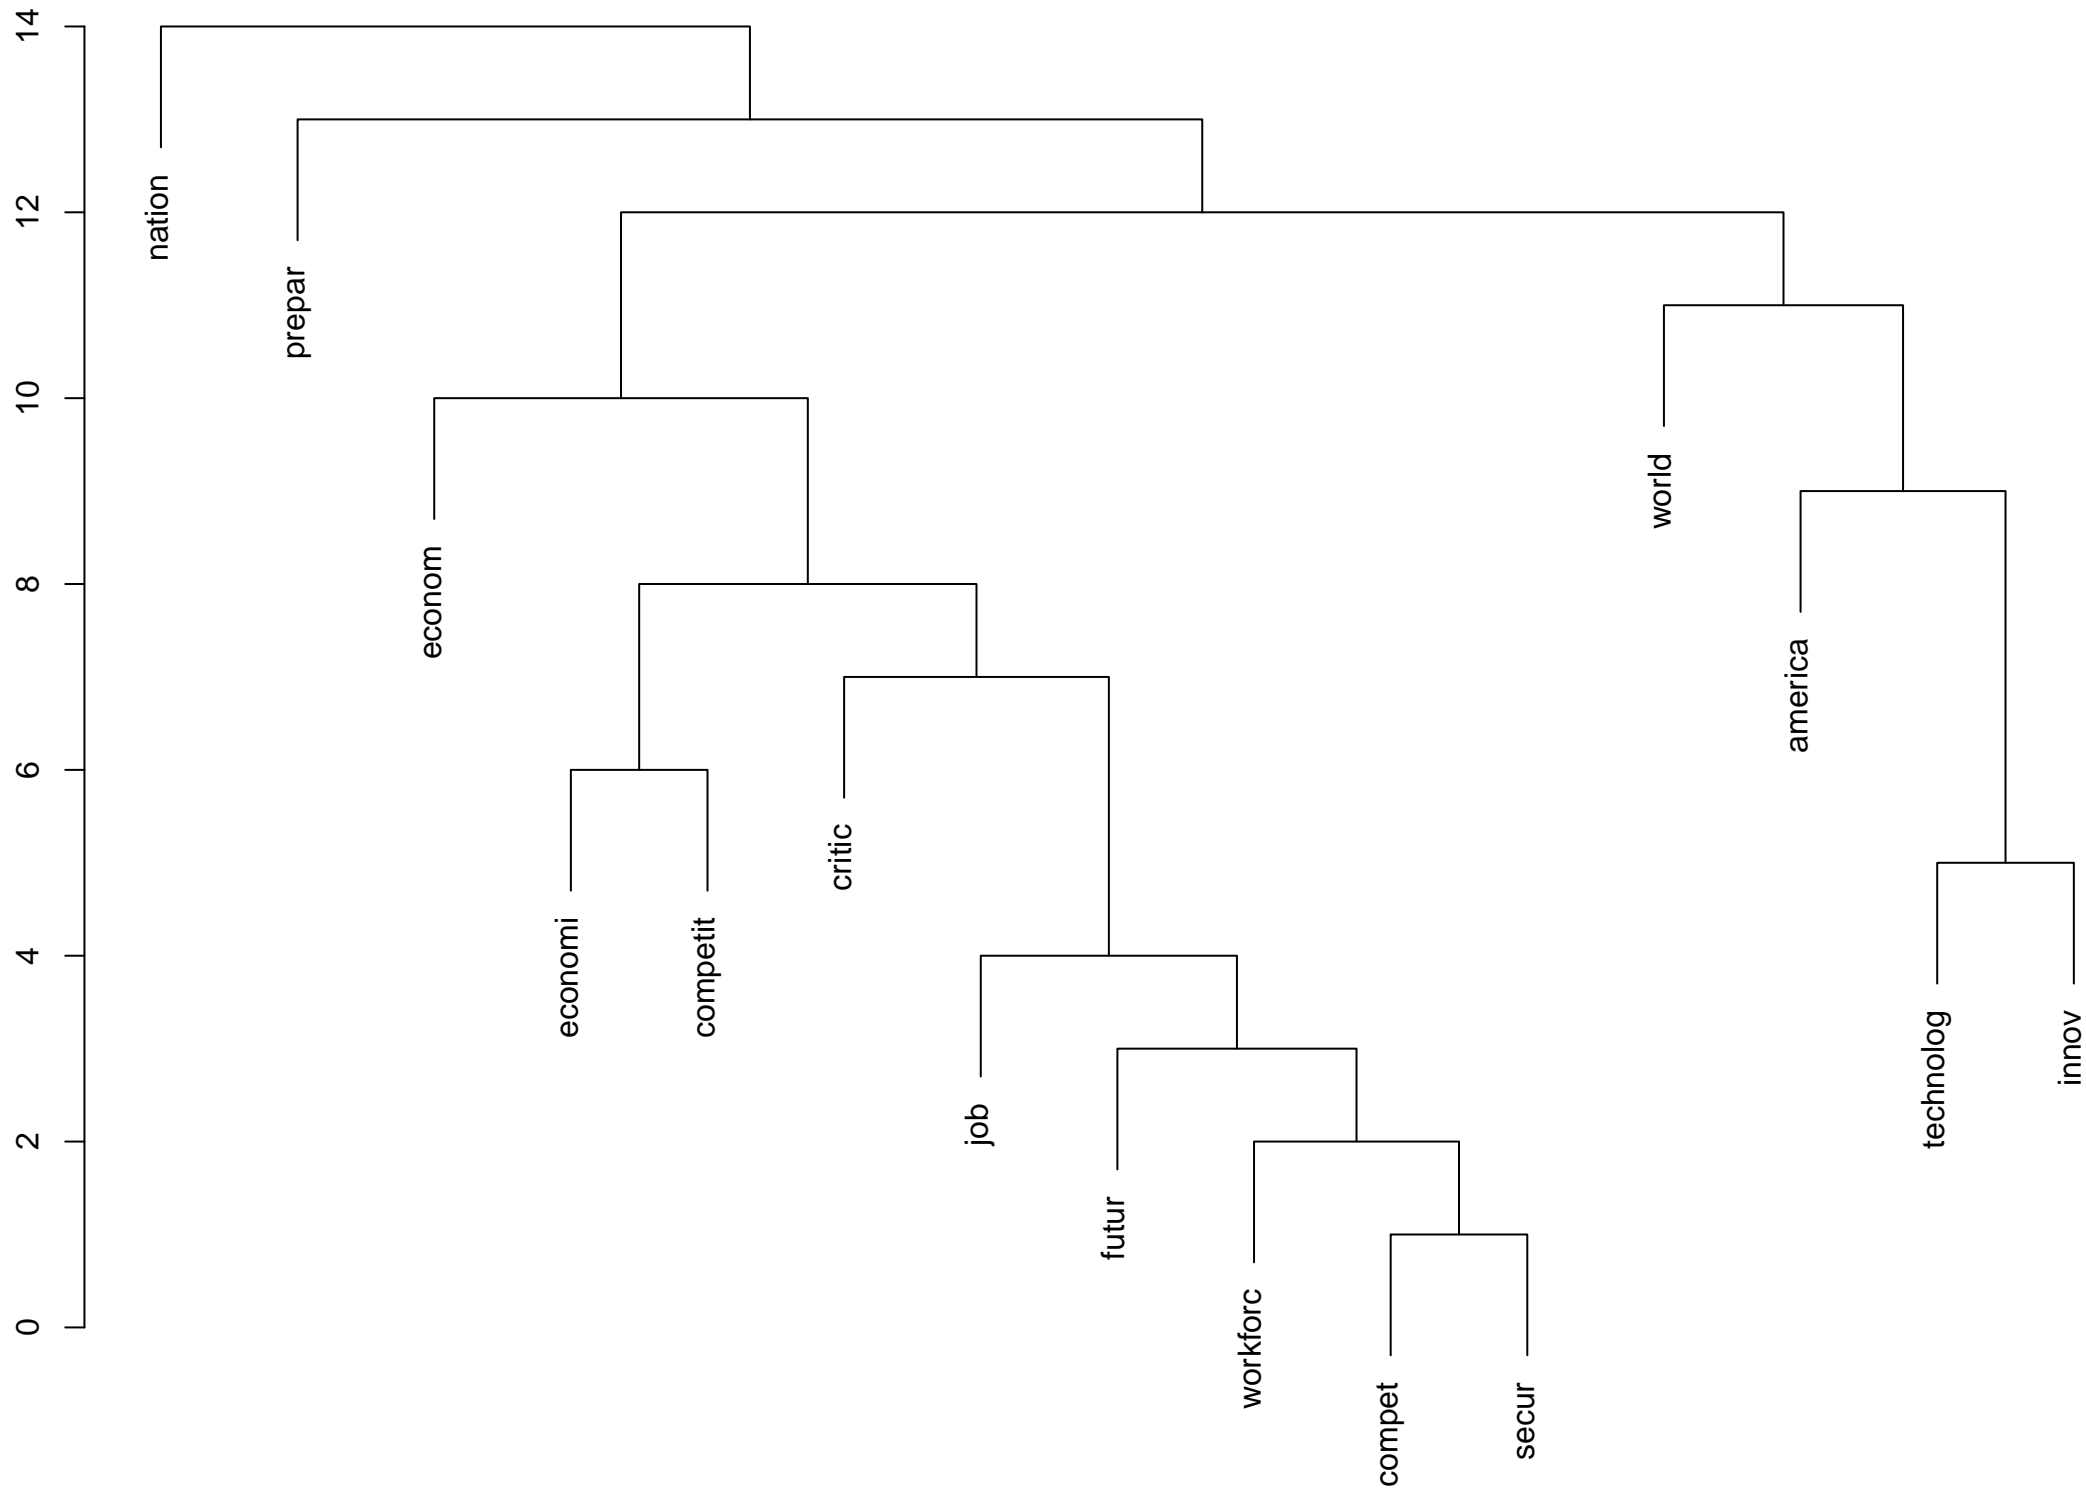 14
12
10
8
6
4
2
0
nation
prepar
econom
economi
competit
critic
job
futur
workforc
compet
secur
world
america
technolog
innov